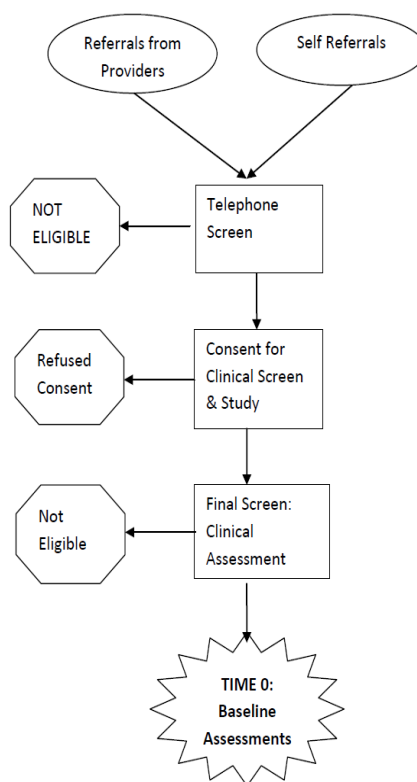 Referrals from
Providers
Self Referrals
NOT
ELIGIBLE
Telephone
Screen
Refused
Consent
Consent for
Clinical Screen
& Study
Not
Eligible
Final Screen:
Clinical
Assessment
TIME 0:
Baseline
Assessments